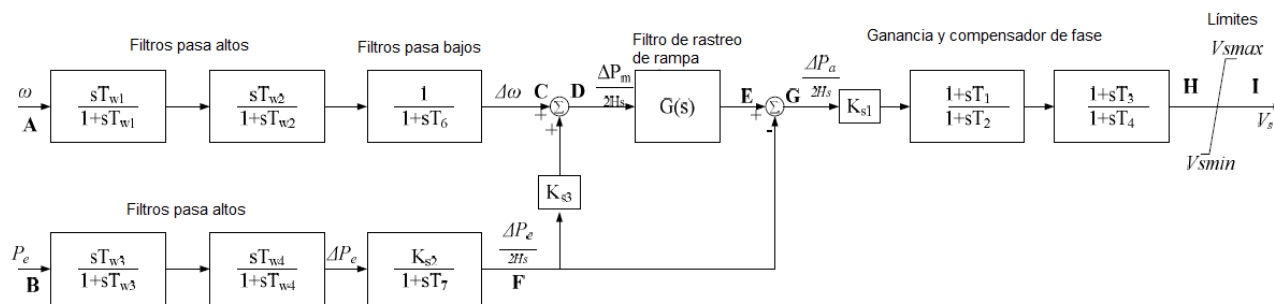 Filtros pasa altos
Filtros pasa bajos
Filtro de rastreo
de rampa
Ganancia y compensador de fase
Límites
Vsmax
ω
A
sTw1
1+sTw1
sTw2
1+sTw2
1
1+sT6
Δω
C
Σ
+
+
D
ΔPm
2Hs
G(s)
E
+
Σ
-
G
ΔPa
2Hs
Ks1
1+sT1
1+sT2
1+sT3
1+sT4
H
I
Vs
Vsmin
Ks3
Filtros pasa altos
Pe
B
sTw3
1+sTw3
sTw4
1+sTw4
ΔPe
Ks2
1+sT7
ΔPe
2Hs
F